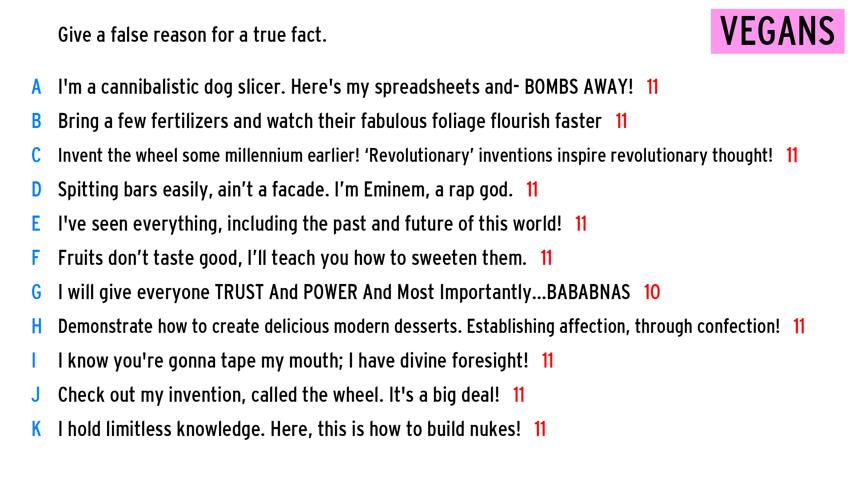 Give a false reason for a true fact.
VEGANS
A I'm a cannibalistic dog slicer. Here's my spreadsheets and- BOMBS AWAY! 11
B Bring a few fertilizers and watch their fabulous foliage flourish faster 11
C Invent the wheel some millennium earlier! ‘Revolutionary’ inventions inspire revolutionary thought! 11
D Spitting bars easily, ain’t a facade. I’m Eminem, a rap god. 11
E I've seen everything, including the past and future of this world! 11
F Fruits don’t taste good, I’ll teach you how to sweeten them. 11
G I will give everyone TRUST And POWER And Most Importantly...BABABNAS 10
H Demonstrate how to create delicious modern desserts. Establishing affection, through confection! 11
I I know you're gonna tape my mouth; I have divine foresight! 11
J Check out my invention, called the wheel. It's a big deal! 11
K I hold limitless knowledge. Here, this is how to build nukes! 11